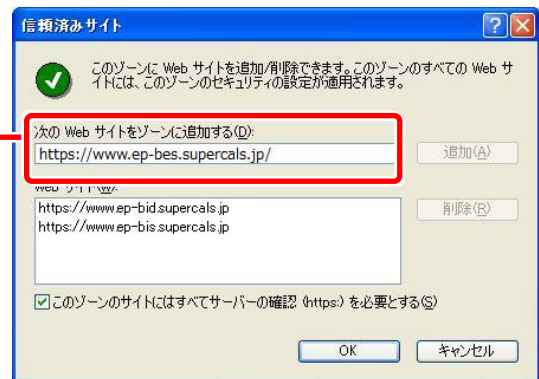 信頼済みサイト
このゾーンに Web サイトを追加/削除できます。このゾーンのすべての Web サ
イトには、このゾーンのセキュリティの設定が適用されます。
次の Web サイトをゾーンに追加する(D):
https://www.ep-bes.supercals.jp/
追加(A)
Web サイト(W):
https://www.ep-bid.supercals.jp
https://www.ep-bis.supercals.jp
削除(R)
このゾーンのサイトにはすべてサーバーの確認 (https:) を必要とする(S)
OK
キャンセル